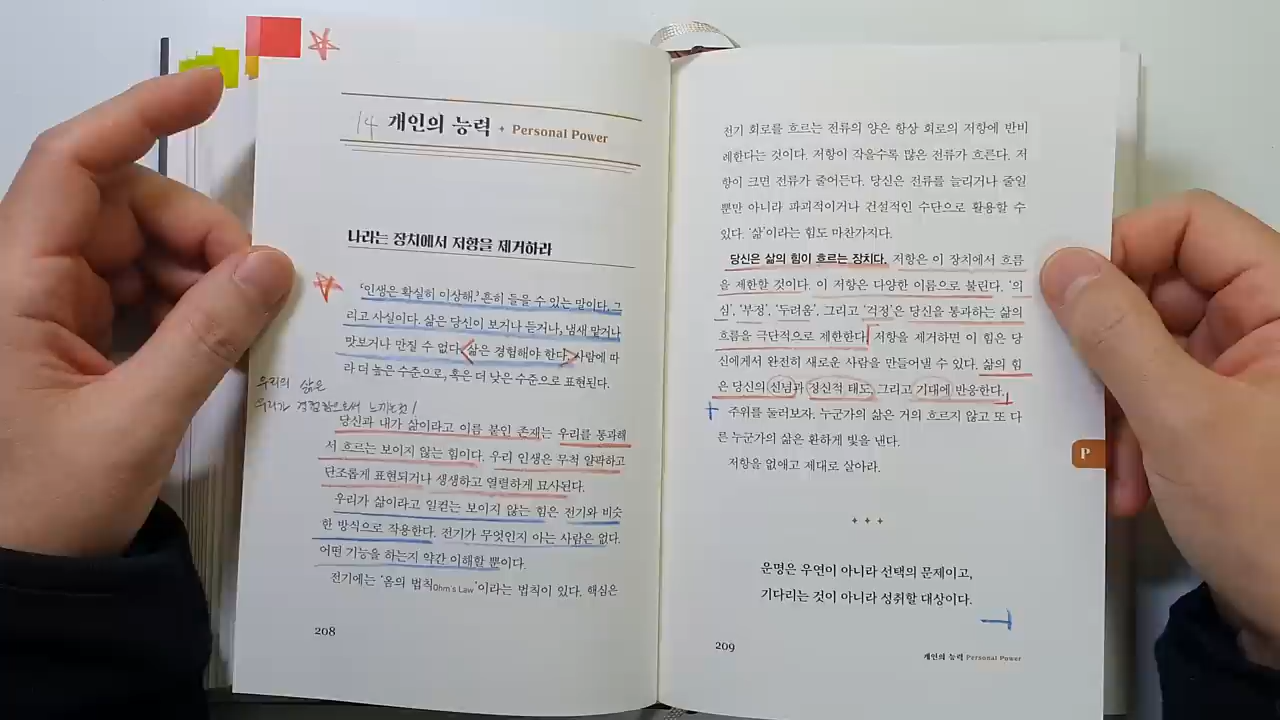 14 개인의 능력 + Personal Power
나라는 장치에서 저항을 제거하라
'인생은 확실히 이상해.' 흔히 들을 수 있는 말이다. 그
리고 사실이다. 삶은 당신이 보거나 듣거나, 냄새 맡거나
맛보거나 만질 수 없다. <삶은 경험해야 한다.> 사람에 따
라 더 높은 수준으로, 혹은 더 낮은 수준으로 표현된다.
우리의 삶은
우리가 경험함으로써 느끼는것!
당신과 내가 삶이라고 이름 붙인 존재는 우리를 통과해
서 흐르는 보이지 않는 힘이다. 우리 인생은 무척 얄팍하고
단조롭게 표현되거나 생생하고 열렬하게 묘사된다.
우리가 삶이라고 일컫는 보이지 않는 힘은 전기와 비슷
한 방식으로 작용한다. 전기가 무엇인지 아는 사람은 없다.
어떤 기능을 하는지 약간 이해할 뿐이다.
전기에는 '옴의 법칙Ohm's Law'이라는 법칙이 있다. 핵심은
208
전기 회로를 흐르는 전류의 양은 항상 회로의 저항에 반비
례한다는 것이다. 저항이 작을수록 많은 전류가 흐른다. 저
항이 크면 전류가 줄어든다. 당신은 전류를 늘리거나 줄일
뿐만 아니라 파괴적이거나 건설적인 수단으로 활용할 수
있다. '삶'이라는 힘도 마찬가지다.
당신은 삶의 힘이 흐르는 장치다. 저항은 이 장치에서 흐름
을 제한할 것이다. 이 저항은 다양한 이름으로 불린다. '의
심', '부정', '두려움', 그리고 '걱정'은 당신을 통과하는 삶의
흐름을 극단적으로 제한한다. 저항을 제거하면 이 힘은 당
신에게서 완전히 새로운 사람을 만들어낼 수 있다. 삶의 힘
은 당신의 신념과 정신적 태도, 그리고 기대에 반응한다.
주위를 둘러보자. 누군가의 삶은 거의 흐르지 않고 또 다
른 누군가의 삶은 환하게 빛을 낸다.
저항을 없애고 제대로 살아라.
P
+ + +
운명은 우연이 아니라 선택의 문제이고,
기다리는 것이 아니라 성취할 대상이다.
209
개인의 능력 Personal Power